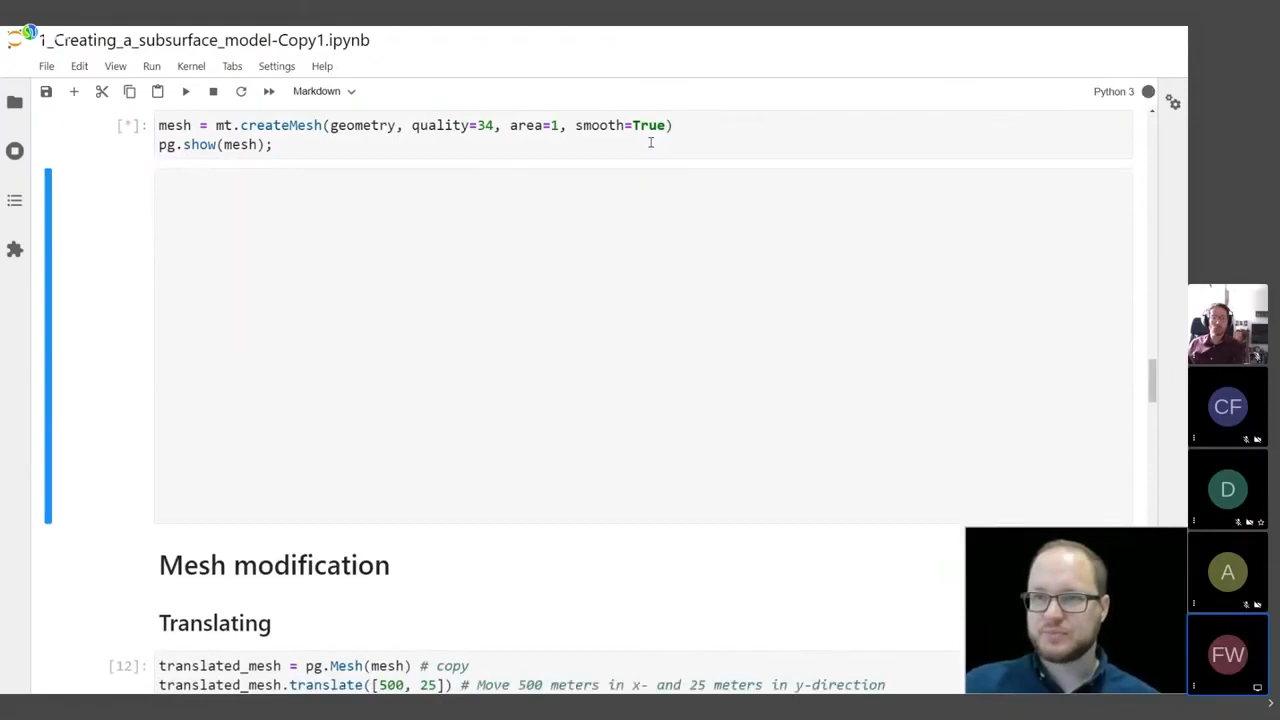 1_Creating_a_subsurface_model-Copy1.ipynb
File Edit View Run Kernel Tabs Settings Help
Markdown Python 3
[*]: mesh = mt.createMesh(geometry, quality=34, area=1, smooth=True)
pg.show(mesh);
CF
D
Mesh modification
A
Translating
FW
[12]: translated_mesh = pg.Mesh(mesh) # copy
translated_mesh.translate([500, 25]) # Move 500 meters in x- and 25 meters in y-direction